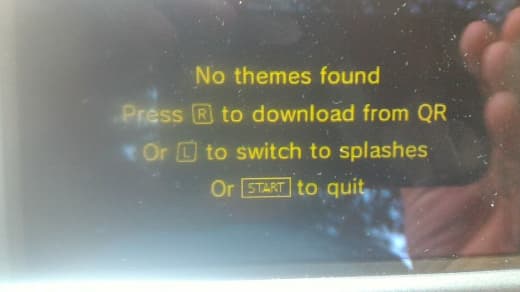 No themes found
Press R to download from QR
Or L to switch to splashes
Or START to quit